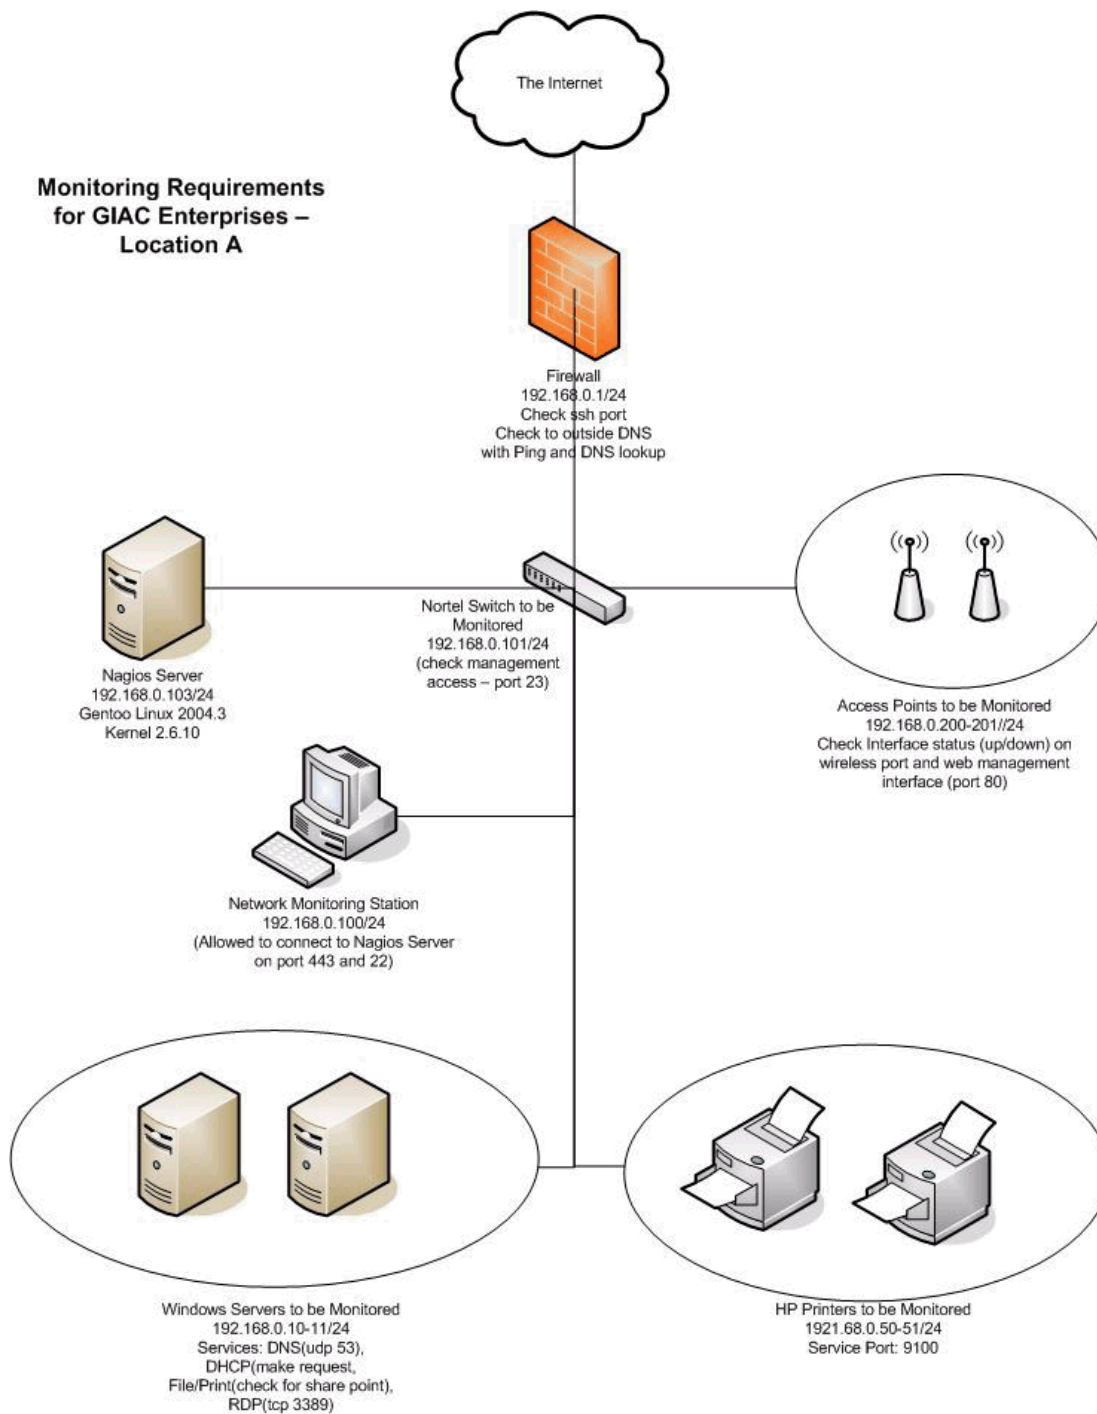 The Internet
Monitoring Requirements
for GIAC Enterprises –
Location A
Firewall
192.168.0.1/24
Check ssh port
Check to outside DNS
with Ping and DNS lookup
Nortel Switch to be
Monitored
192.168.0.101/24
(check management
access – port 23)
Nagios Server
192.168.0.103/24
Gentoo Linux 2004.3
Kernel 2.6.10
Access Points to be Monitored
192.168.0.200-201//24
Check Interface status (up/down) on
wireless port and web management
interface (port 80)
Network Monitoring Station
192.168.0.100/24
(Allowed to connect to Nagios Server
on port 443 and 22)
Windows Servers to be Monitored
192.168.0.10-11/24
Services: DNS(udp 53),
DHCP(make request,
File/Print(check for share point),
RDP(tcp 3389)
HP Printers to be Monitored
1921.68.0.50-51/24
Service Port: 9100